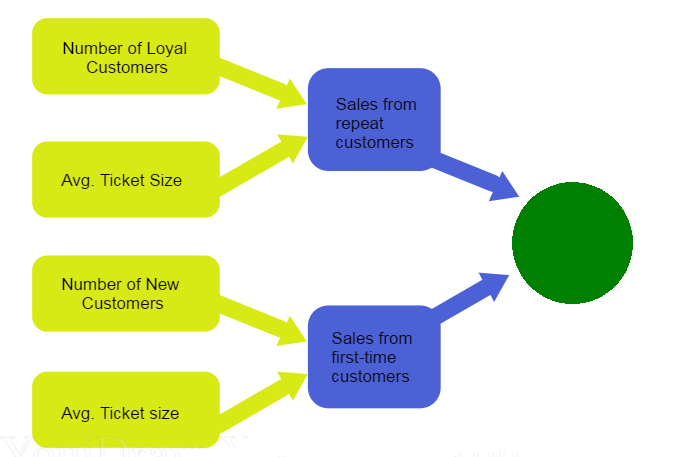 Number of Loyal
Customers
Avg. Ticket Size
Sales from
repeat
customers
Number of New
Customers
Avg. Ticket size
Sales from
first-time
customers